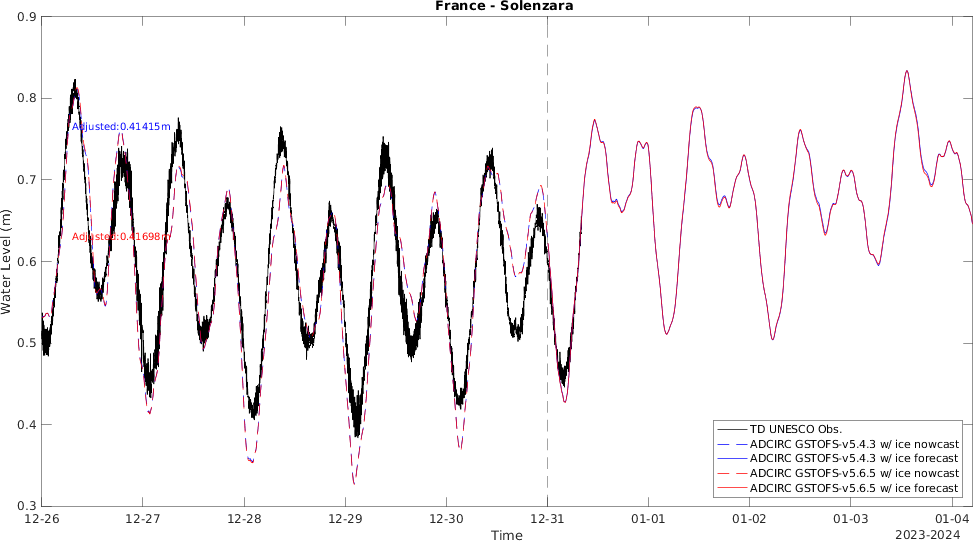 France - Solenzara
0.9
0.8
0.7
0.6
0.5
0.4
0.3
Water Level (m)
Adjusted:0.41415m
Adjusted:0.41698m
TD UNESCO Obs.
ADCIRC GSTOFS-v5.4.3 w/ ice nowcast
ADCIRC GSTOFS-v5.4.3 w/ ice forecast
ADCIRC GSTOFS-v5.6.5 w/ ice nowcast
ADCIRC GSTOFS-v5.6.5 w/ ice forecast
12-26 12-27 12-28 12-29 12-30 12-31 01-01 01-02 01-03 01-04
Time
2023-2024